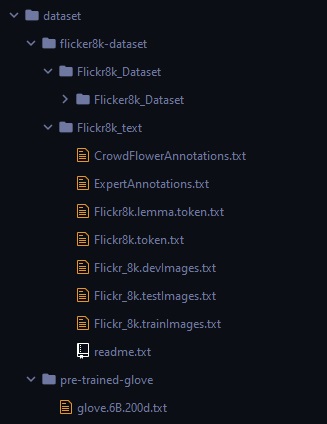 dataset
flicker8k-dataset
Flickr8k_Dataset
Flicker8k_Dataset
Flickr8k_text
CrowdFlowerAnnotations.txt
ExpertAnnotations.txt
Flickr8k.lemma.token.txt
Flickr8k.token.txt
Flickr_8k.devImages.txt
Flickr_8k.testImages.txt
Flickr_8k.trainImages.txt
readme.txt
pre-trained-glove
glove.6B.200d.txt